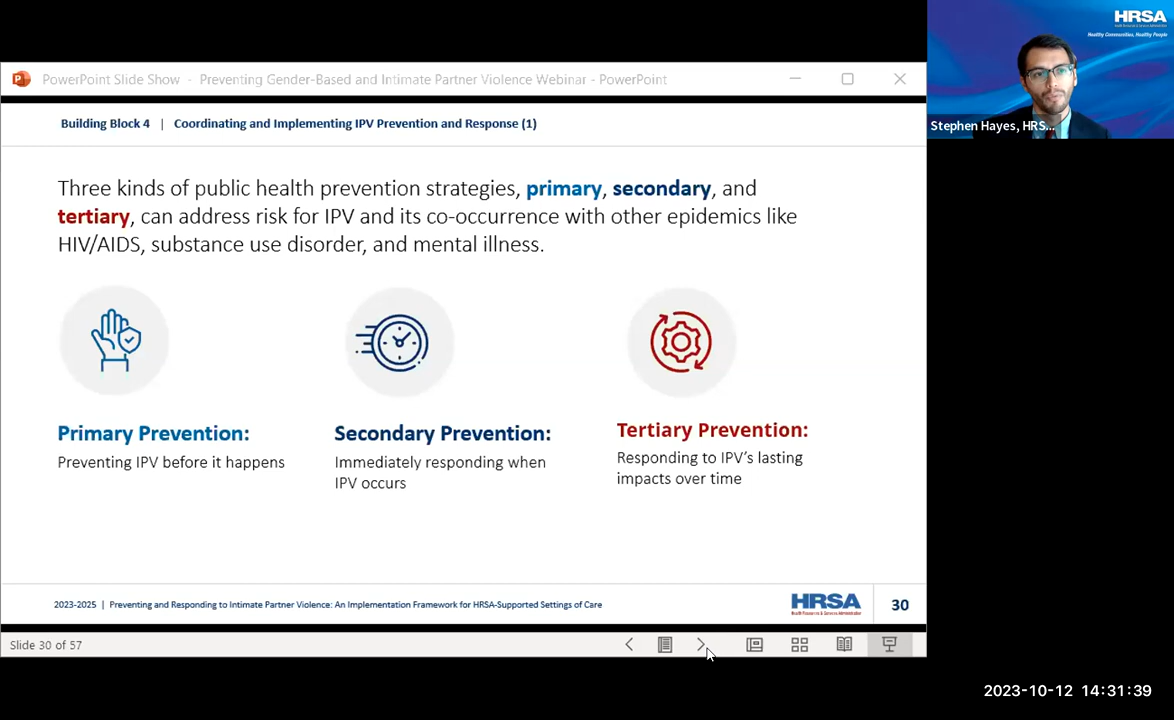 HRSA
Healthy Communities, Healthy People
PowerPoint Slide Show - Preventing Gender-Based and Intimate Partner Violence Webinar - PowerPoint
Stephen Hayes, HRS...
Building Block 4 | Coordinating and Implementing IPV Prevention and Response (1)
Three kinds of public health prevention strategies, primary, secondary, and
tertiary, can address risk for IPV and its co-occurrence with other epidemics like
HIV/AIDS, substance use disorder, and mental illness.
Primary Prevention:
Preventing IPV before it happens
Secondary Prevention:
Immediately responding when
IPV occurs
Tertiary Prevention:
Responding to IPV's lasting
impacts over time
2023-2025 | Preventing and Responding to Intimate Partner Violence: An Implementation Framework for HRSA-Supported Settings of Care
HRSA
30
Slide 30 of 57
2023-10-12 14:31:39